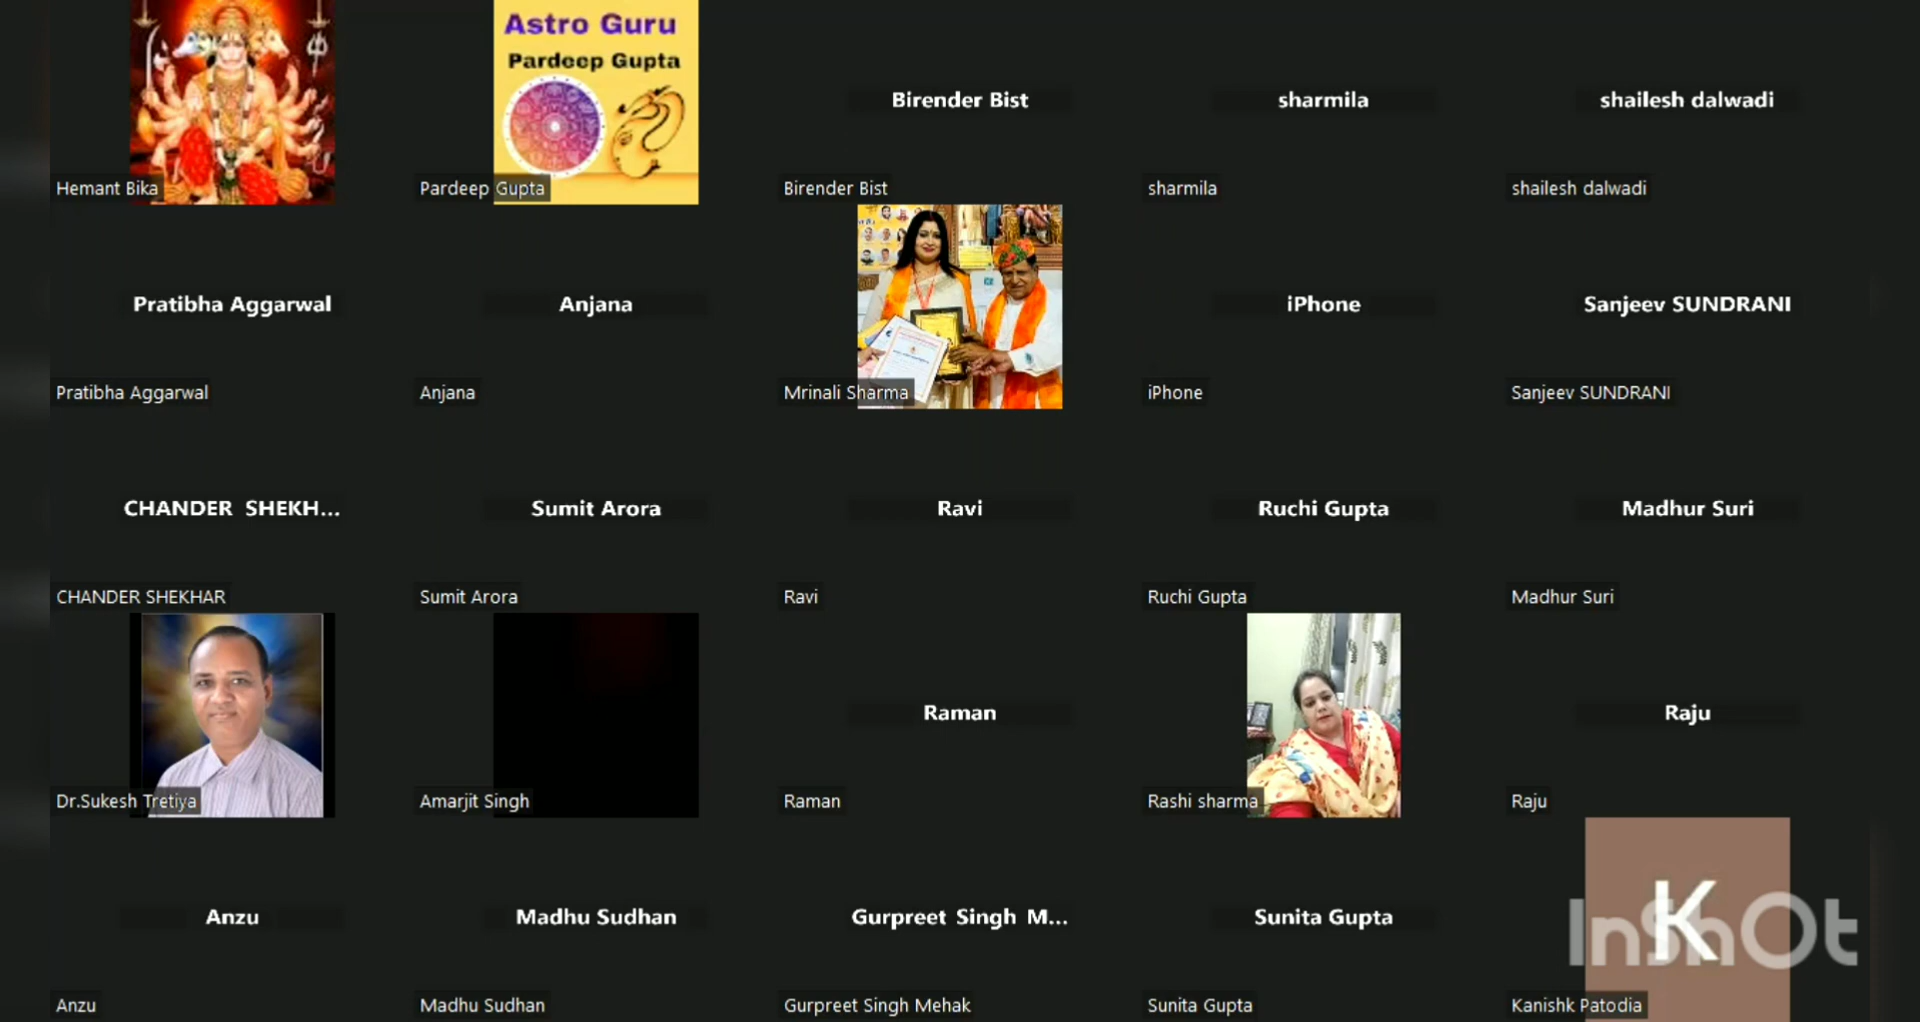 Astro Guru
Pardeep Gupta
Birender Bist
sharmila
shailesh dalwadi
Hemant Bika
Pardeep Gupta
Birender Bist
sharmila
shailesh dalwadi
Pratibha Aggarwal
Anjana
iPhone
Sanjeev SUNDRANI
Pratibha Aggarwal
Anjana
Mrinali Sharma
iPhone
Sanjeev SUNDRANI
CHANDER SHEKH...
Sumit Arora
Ravi
Ruchi Gupta
Madhur Suri
CHANDER SHEKHAR
Sumit Arora
Ravi
Ruchi Gupta
Madhur Suri
Raman
Raju
Dr.Sukesh Tretiya
Amarjit Singh
Raman
Rashi sharma
Raju
Anzu
Madhu Sudhan
Gurpreet Singh M...
Sunita Gupta
K
InShOt
Anzu
Madhu Sudhan
Gurpreet Singh Mehak
Sunita Gupta
Kanishk Patodia